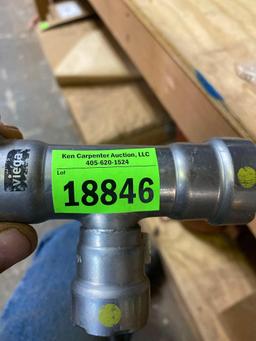 viega
Ken Carpenter Auction, LLC
405-620-1524
Lot
18846